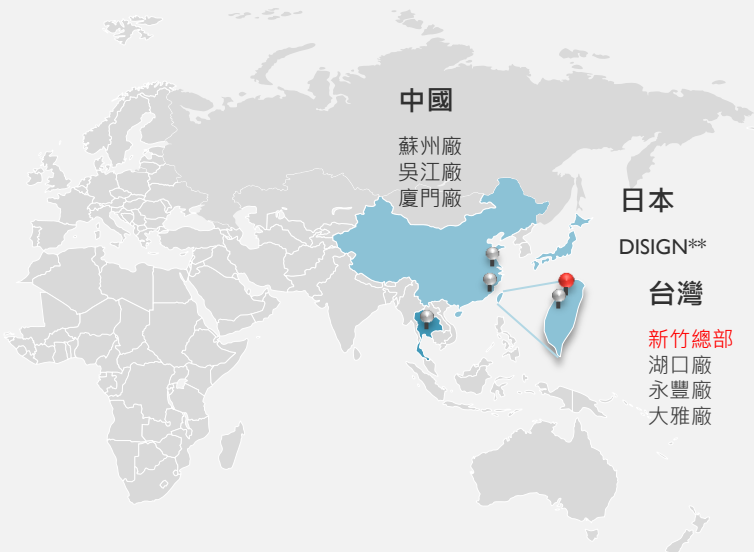 中國
蘇州廠
吳江廠
廈門廠
日本
DISIGN**
台灣
新竹總部
湖口廠
永豐廠
大雅廠